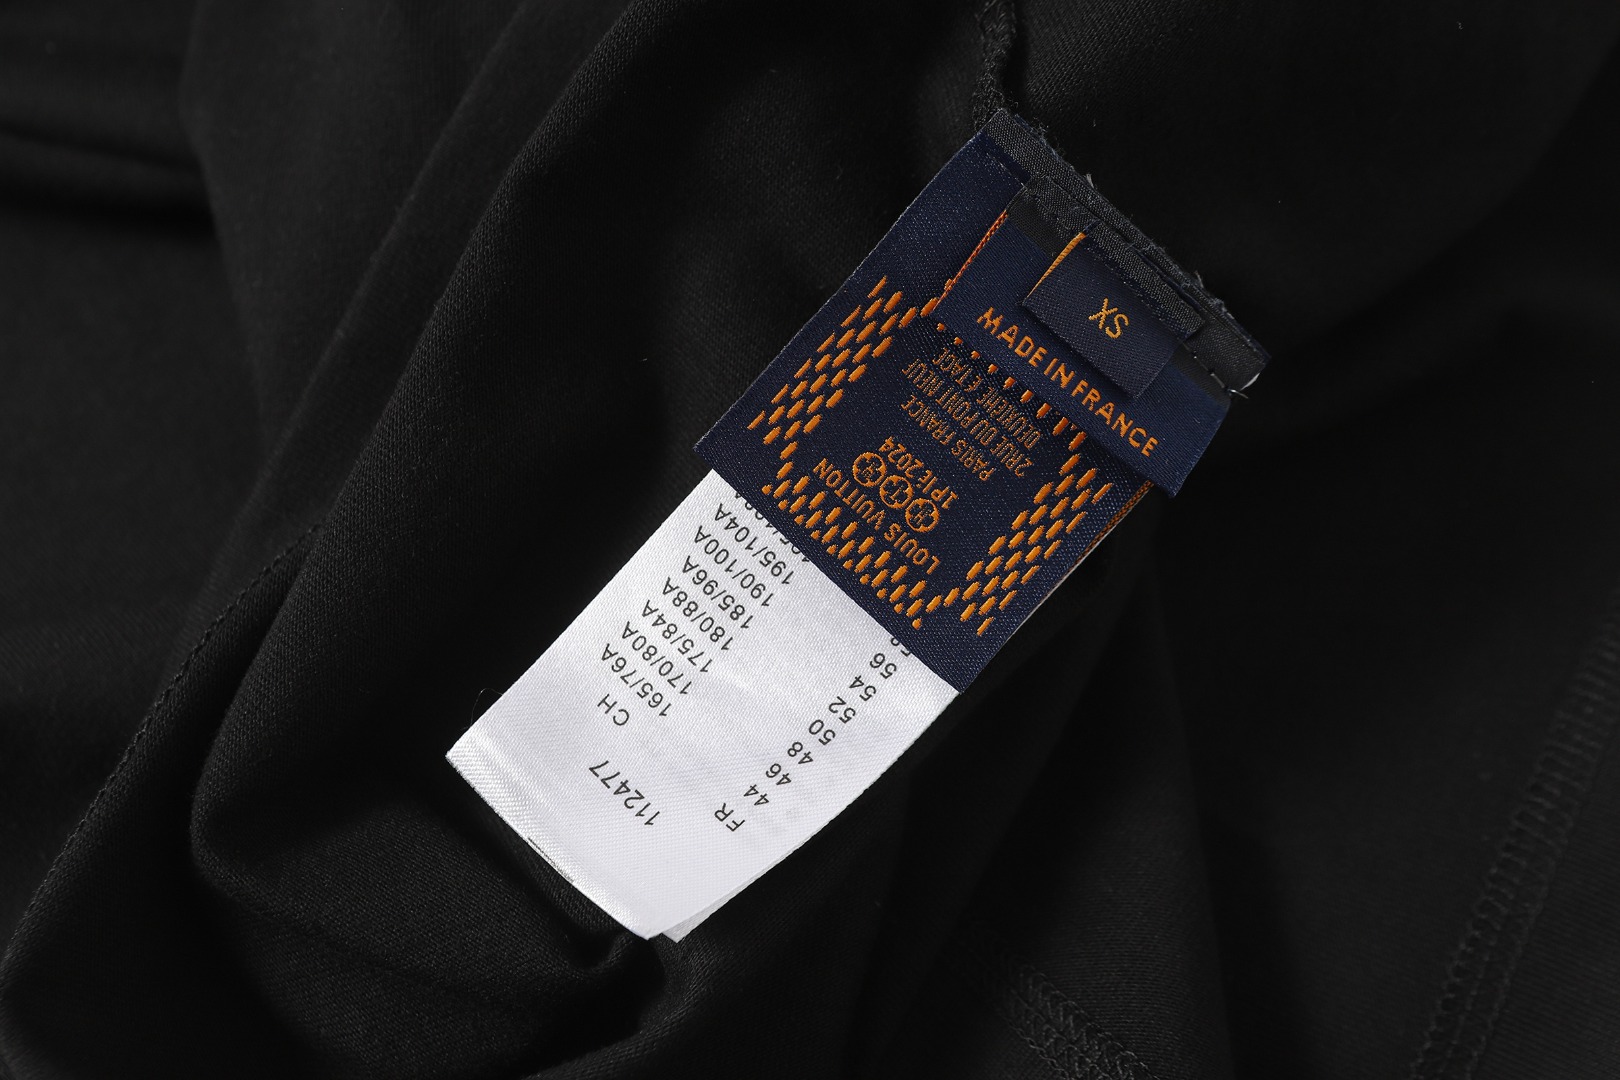 XS
MADE IN FRANCE
LOUIS VUITTON
1PIE 2024
PARIS FRANCE
2 RUE DU PONT NEUF
DEUXIEME ETAGE
112477
FR CH
44 165/76A
46 170/80A
48 175/84A
50 180/88A
52 185/96A
54 190/100A
56 195/104A